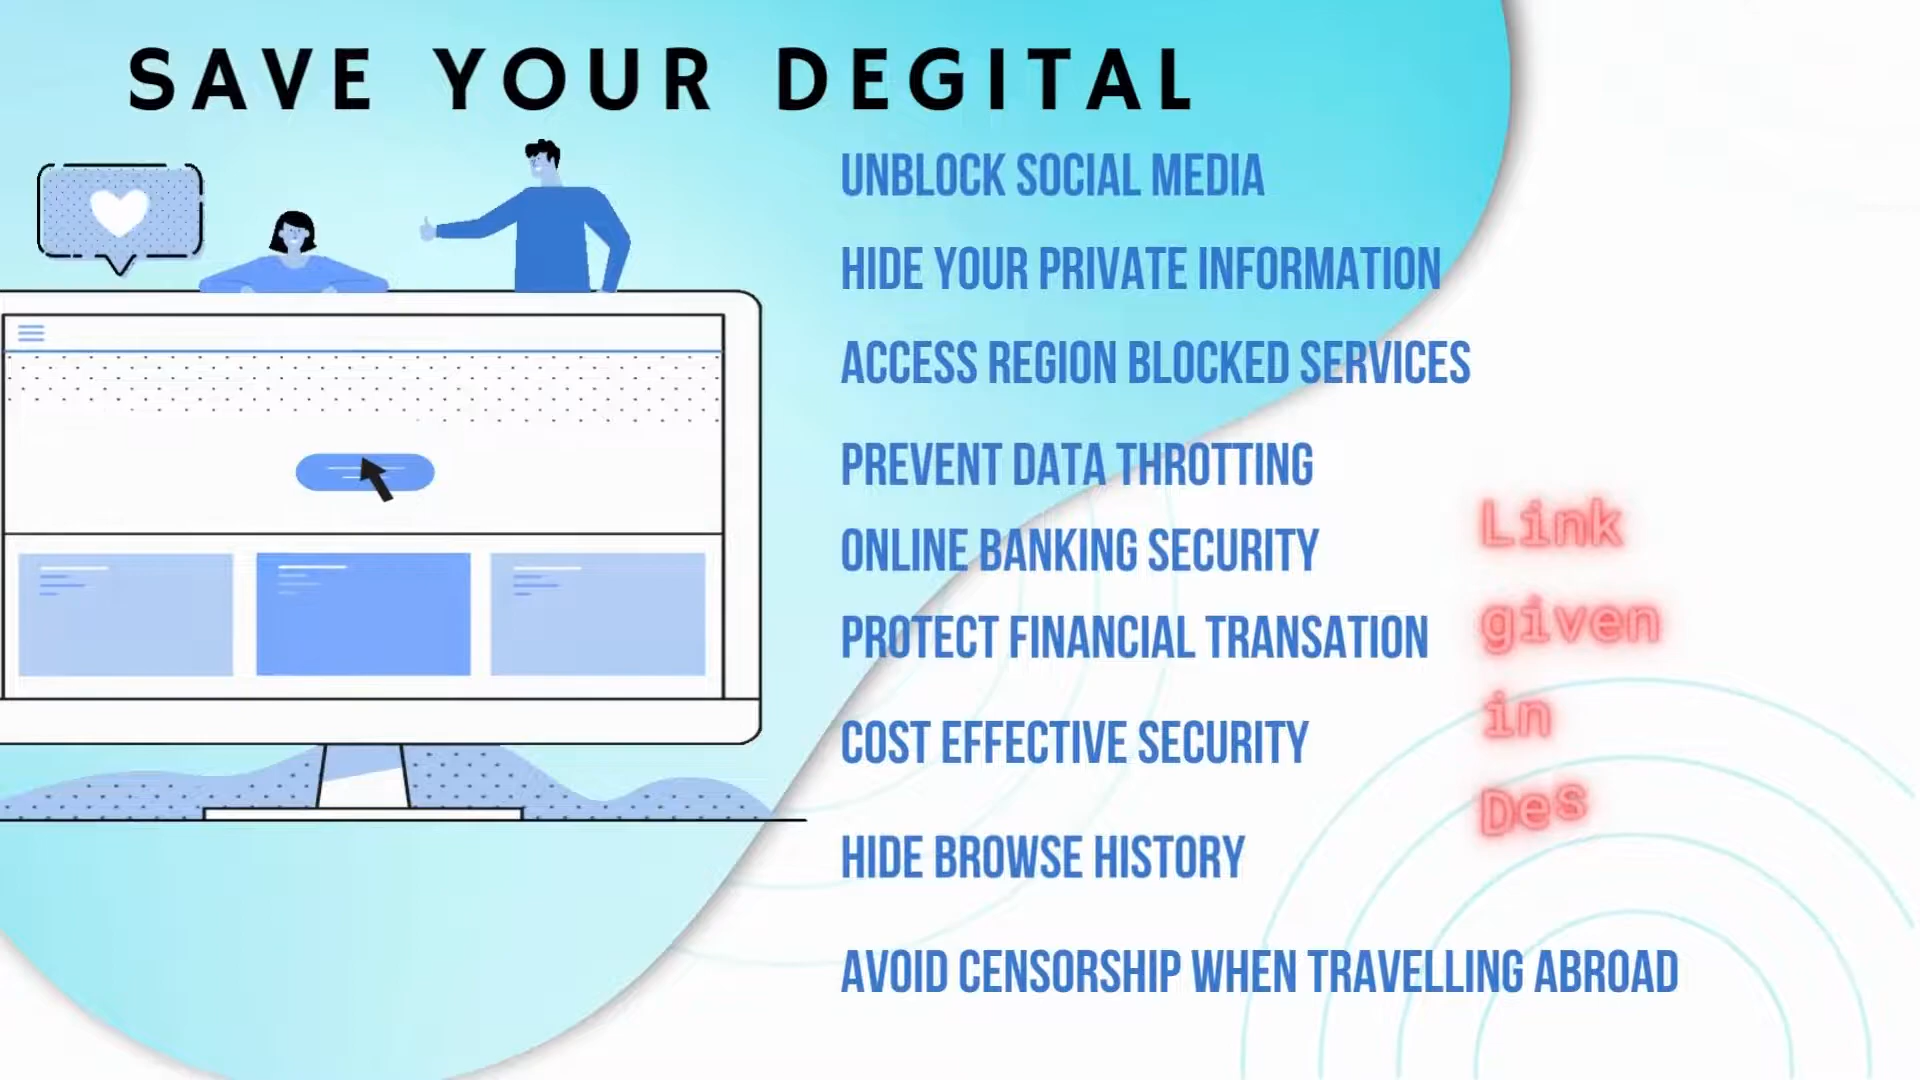 SAVE YOUR DEGITAL
UNBLOCK SOCIAL MEDIA
HIDE YOUR PRIVATE INFORMATION
ACCESS REGION BLOCKED SERVICES
PREVENT DATA THROTTING
ONLINE BANKING SECURITY
PROTECT FINANCIAL TRANSATION
COST EFFECTIVE SECURITY
HIDE BROWSE HISTORY
AVOID CENSORSHIP WHEN TRAVELLING ABROAD
Link
given
in
Des